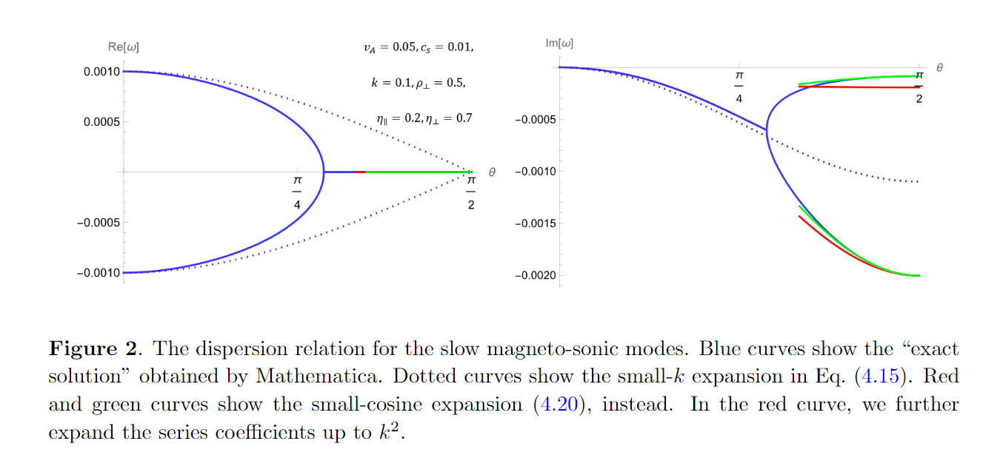 Re[ω]
0.0010
0.0005
−0.0005
−0.0010
π
4
π
2
θ
v_A = 0.05, c_s = 0.01,
k = 0.1, ρ_⊥ = 0.5,
η_∥ = 0.2, η_⊥ = 0.7
Im[ω]
−0.0005
−0.0010
−0.0015
−0.0020
π
4
π
2
θ
Figure 2. The dispersion relation for the slow magneto-sonic modes. Blue curves show the “exact
solution” obtained by Mathematica. Dotted curves show the small-k expansion in Eq. (4.15). Red
and green curves show the small-cosine expansion (4.20), instead. In the red curve, we further
expand the series coefficients up to k².